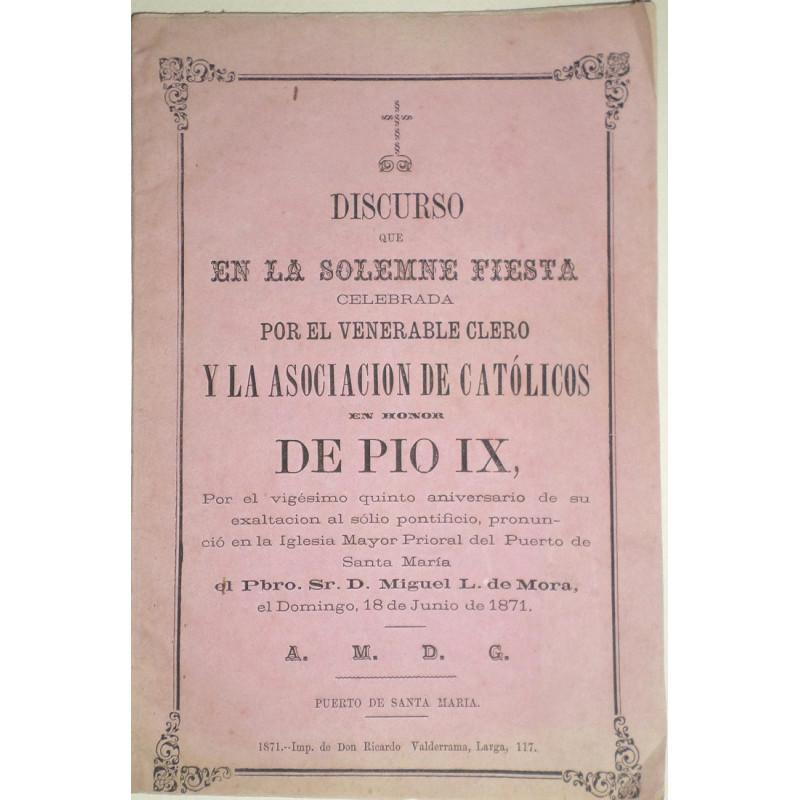 DISCURSO
QUE
EN LA SOLEMNE FIESTA
CELEBRADA
POR EL VENERABLE CLERO
Y LA ASOCIACION DE CATÓLICOS
EN HONOR
DE PIO IX,
Por el vigésimo quinto aniversario de su
exaltacion al sólio pontificio, pronun-
ció en la Iglesia Mayor Prioral del Puerto de
Santa María
el Pbro. Sr. D. Miguel L. de Mora,
el Domingo, 18 de Junio de 1871.
A. M. D. G.
PUERTO DE SANTA MARIA.
1871.--Imp. de Don Ricardo Valderrama, Larga, 117.